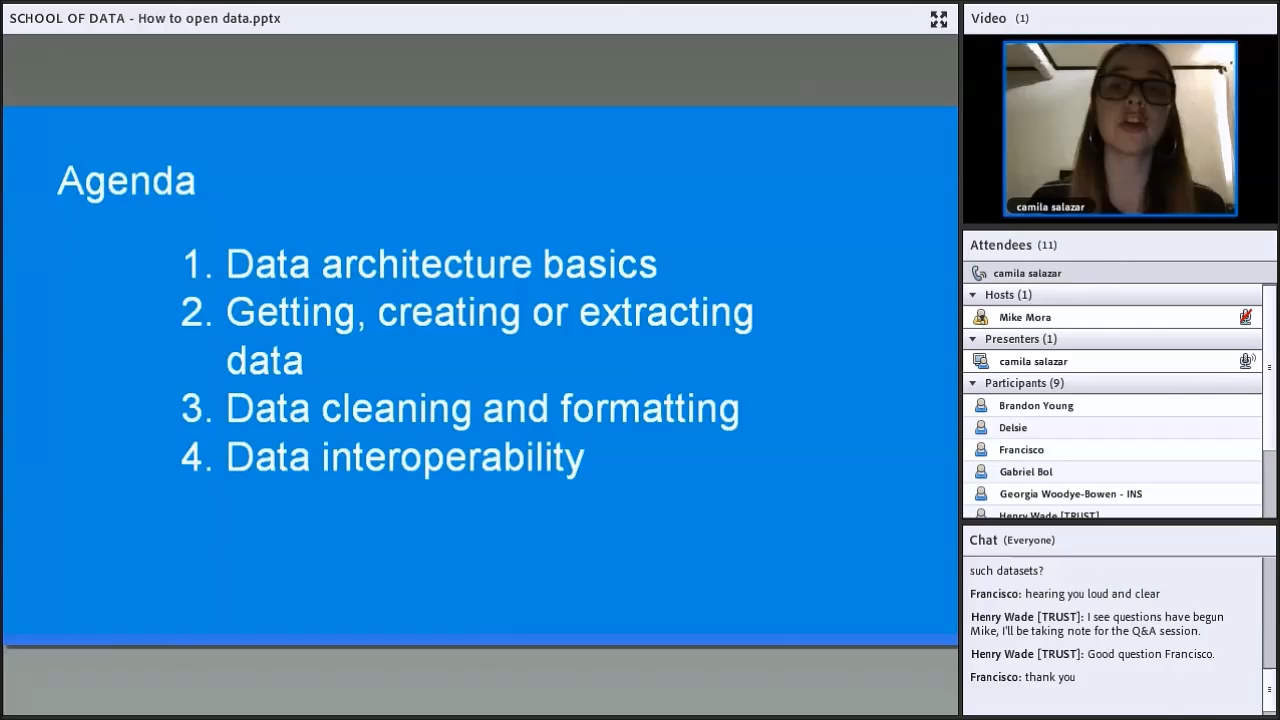 SCHOOL OF DATA - How to open data.pptx
Agenda
1. Data architecture basics
2. Getting, creating or extracting
data
3. Data cleaning and formatting
4. Data interoperability
Video (1)
camila salazar
Attendees (11)
camila salazar
Hosts (1)
Mike Mora
Presenters (1)
camila salazar
Participants (9)
Brandon Young
Delsie
Francisco
Gabriel Bol
Georgia Woodye-Bowen - INS
Henry Wade [TRUST]
Chat (Everyone)
such datasets?
Francisco: hearing you loud and clear
Henry Wade [TRUST]: I see questions have begun
Mike, I'll be taking note for the Q&A session.
Henry Wade [TRUST]: Good question Francisco.
Francisco: thank you